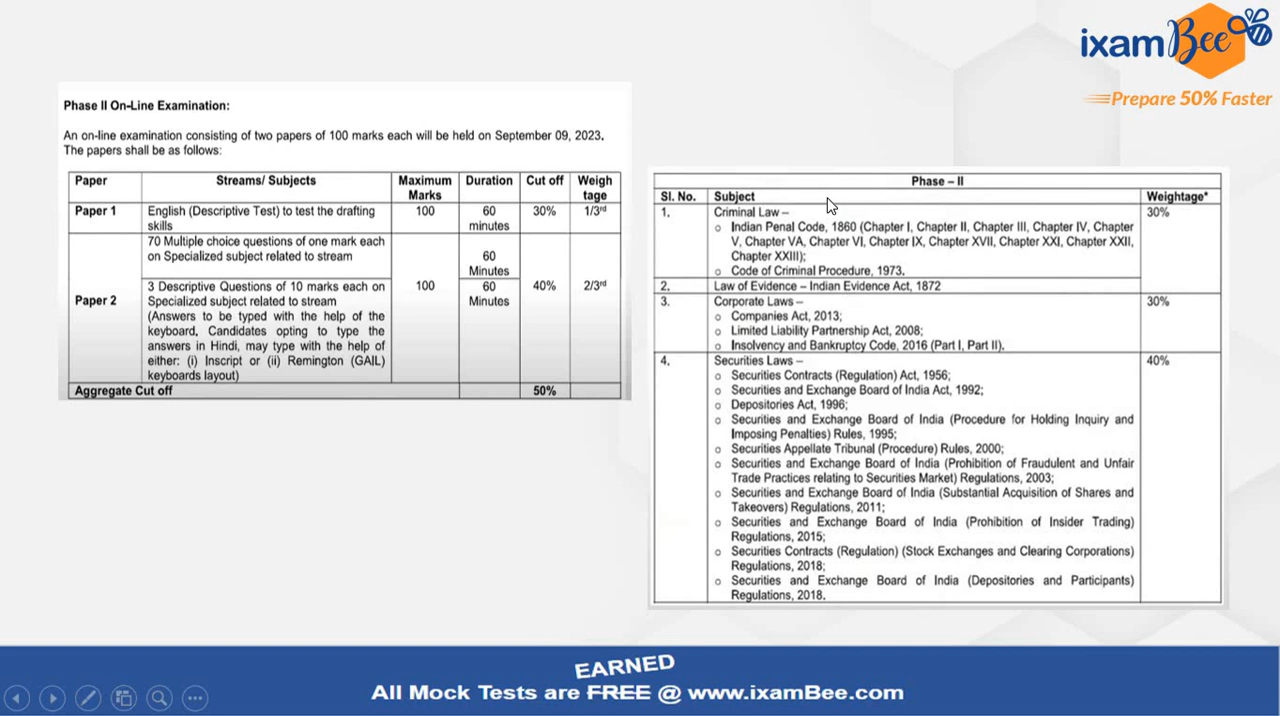 ixamBee
Prepare 50% Faster
Phase II On-Line Examination:
An on-line examination consisting of two papers of 100 marks each will be held on September 09, 2023.
The papers shall be as follows:
Paper Streams/ Subjects Maximum Marks Duration Cut off Weigh tage
Paper 1 English (Descriptive Test) to test the drafting skills 100 60 minutes 30% 1/3rd
Paper 2
70 Multiple choice questions of one mark each
on Specialized subject related to stream
60
Minutes
3 Descriptive Questions of 10 marks each on
Specialized subject related to stream
(Answers to be typed with the help of the
keyboard. Candidates opting to type the
answers in Hindi, may type with the help of
either: (i) Inscript or (ii) Remington (GAIL)
keyboards layout)
100
60
Minutes
40%
2/3rd
Aggregate Cut off 50%
Phase – II
Sl. No. Subject Weightage*
1. Criminal Law – 30%
o Indian Penal Code, 1860 (Chapter I, Chapter II, Chapter III, Chapter IV, Chapter
V, Chapter VA, Chapter VI, Chapter IX, Chapter XVII, Chapter XXI, Chapter XXII,
Chapter XXIII);
o Code of Criminal Procedure, 1973.
2. Law of Evidence – Indian Evidence Act, 1872
3. Corporate Laws – 30%
o Companies Act, 2013;
o Limited Liability Partnership Act, 2008;
o Insolvency and Bankruptcy Code, 2016 (Part I, Part II).
4. Securities Laws – 40%
o Securities Contracts (Regulation) Act, 1956;
o Securities and Exchange Board of India Act, 1992;
o Depositories Act, 1996;
o Securities and Exchange Board of India (Procedure for Holding Inquiry and
Imposing Penalties) Rules, 1995;
o Securities Appellate Tribunal (Procedure) Rules, 2000;
o Securities and Exchange Board of India (Prohibition of Fraudulent and Unfair
Trade Practices relating to Securities Market) Regulations, 2003;
o Securities and Exchange Board of India (Substantial Acquisition of Shares and
Takeovers) Regulations, 2011;
o Securities and Exchange Board of India (Prohibition of Insider Trading)
Regulations, 2015;
o Securities Contracts (Regulation) (Stock Exchanges and Clearing Corporations)
Regulations, 2018;
o Securities and Exchange Board of India (Depositories and Participants)
Regulations, 2018.
EARNED
All Mock Tests are FREE @ www.ixamBee.com